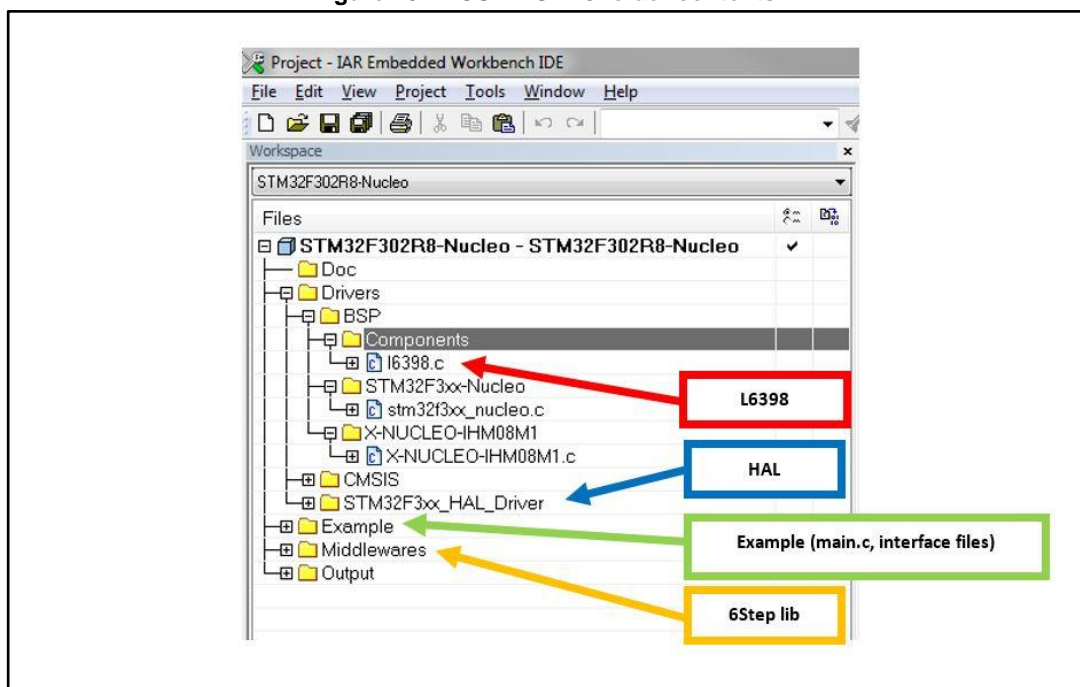 Project - IAR Embedded Workbench IDE
File Edit View Project Tools Window Help
Workspace
STM32F302R8-Nucleo
Files
STM32F302R8-Nucleo - STM32F302R8-Nucleo
Doc
Drivers
BSP
Components
l6398.c
L6398
STM32F3xx-Nucleo
stm32f3xx_nucleo.c
X-NUCLEO-IHM08M1
X-NUCLEO-IHM08M1.c
HAL
CMSIS
STM32F3xx_HAL_Driver
Example
Example (main.c, interface files)
Middlewares
Output
6Step lib